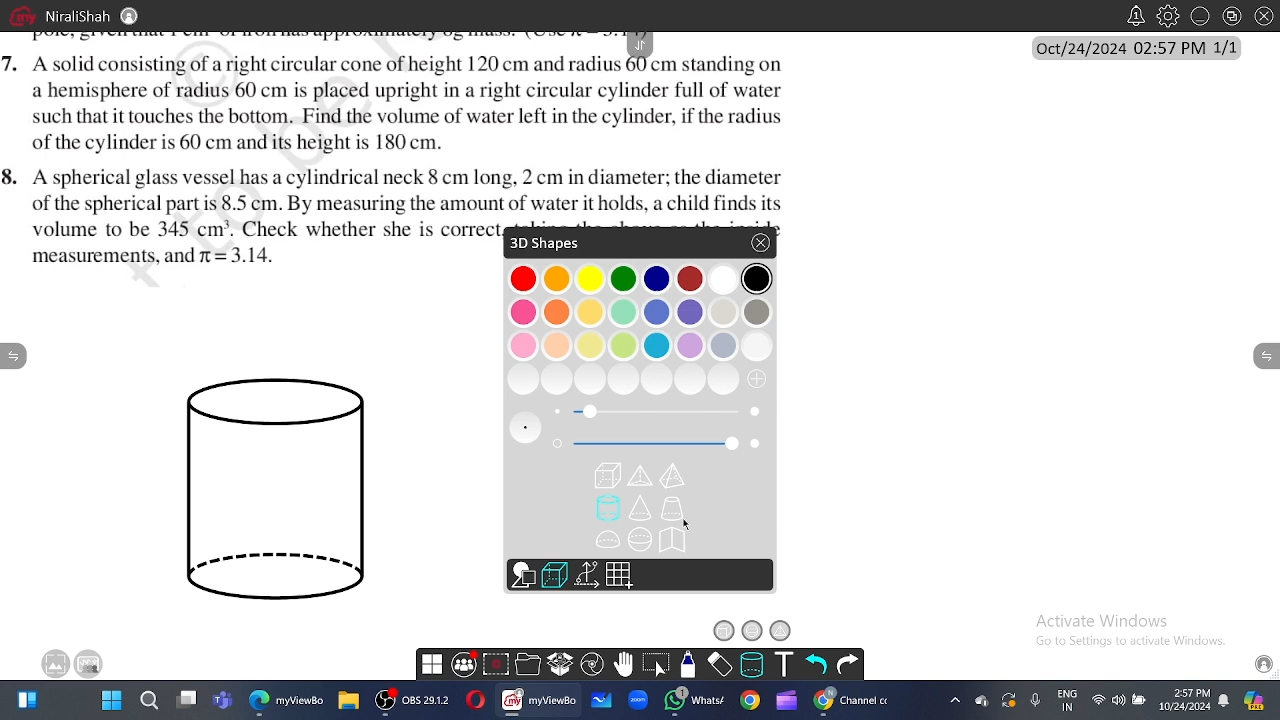 NiraliShah
Oct/24/2024 02:57 PM 1/1
7. A solid consisting of a right circular cone of height 120 cm and radius 60 cm standing on
a hemisphere of radius 60 cm is placed upright in a right circular cylinder full of water
such that it touches the bottom. Find the volume of water left in the cylinder, if the radius
of the cylinder is 60 cm and its height is 180 cm.
8. A spherical glass vessel has a cylindrical neck 8 cm long, 2 cm in diameter; the diameter
of the spherical part is 8.5 cm. By measuring the amount of water it holds, a child finds its
volume to be 345 cm³. Check whether she is correct,
measurements, and π = 3.14.
to be
3D Shapes
Activate Windows
Go to Settings to activate Windows.
myViewBo
OBS 29.12
myViewBo
zoom
1
WhatsA
Channel cc
ENG
IN
2:57 PM
10/24/2024